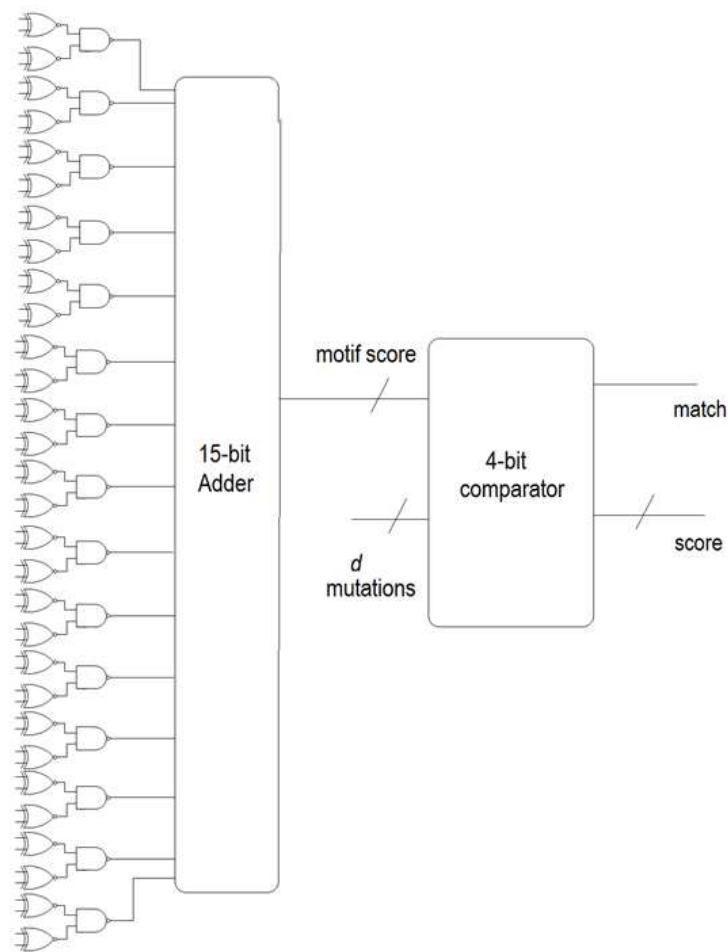 15-bit
Adder
motif score
d
mutations
4-bit
comparator
match
score